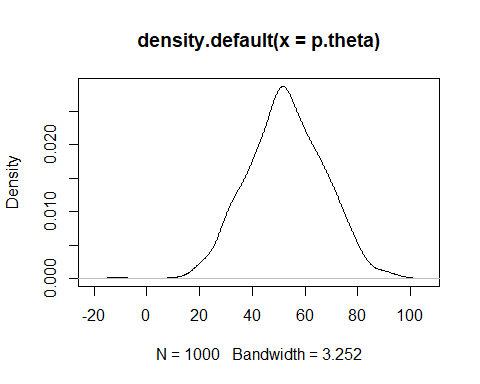 density.default(x = p.theta)
Density
0.020
0.010
0.000
-20 0 20 40 60 80 100
N = 1000 Bandwidth = 3.252